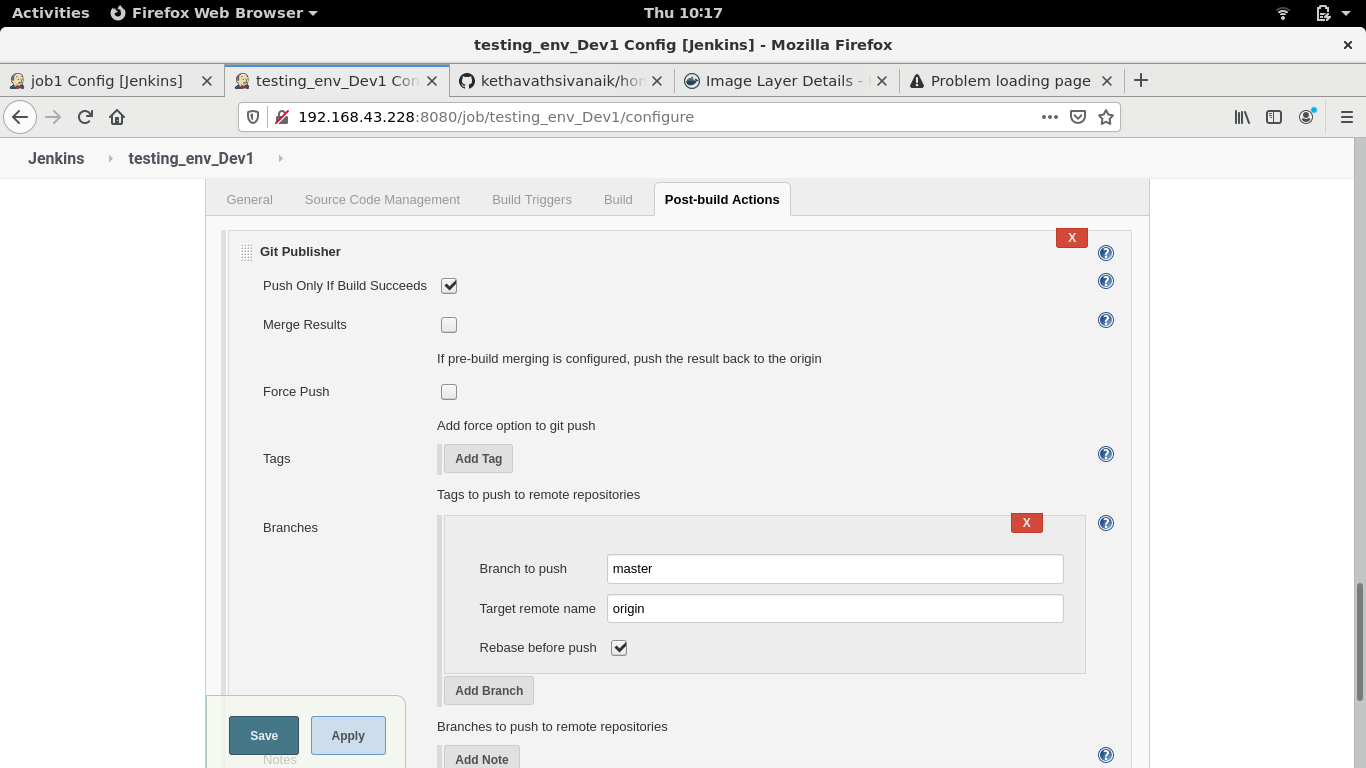 Activities Firefox Web Browser Thu 10:17
testing_env_Dev1 Config [Jenkins] - Mozilla Firefox ×
job1 Config [Jenkins] testing_env_Dev1 Con kethavathsivanaik/hor Image Layer Details - Problem loading page
192.168.43.228:8080/job/testing_env_Dev1/configure
Jenkins testing_env_Dev1
General Source Code Management Build Triggers Build Post-build Actions
X
Git Publisher ?
Push Only If Build Succeeds ?
Merge Results ?
If pre-build merging is configured, push the result back to the origin
Force Push
Add force option to git push
Tags Add Tag ?
Tags to push to remote repositories
Branches X ?
Branch to push master
Target remote name origin
Rebase before push
Add Branch
Branches to push to remote repositories
Save Apply
Notes Add Note ?